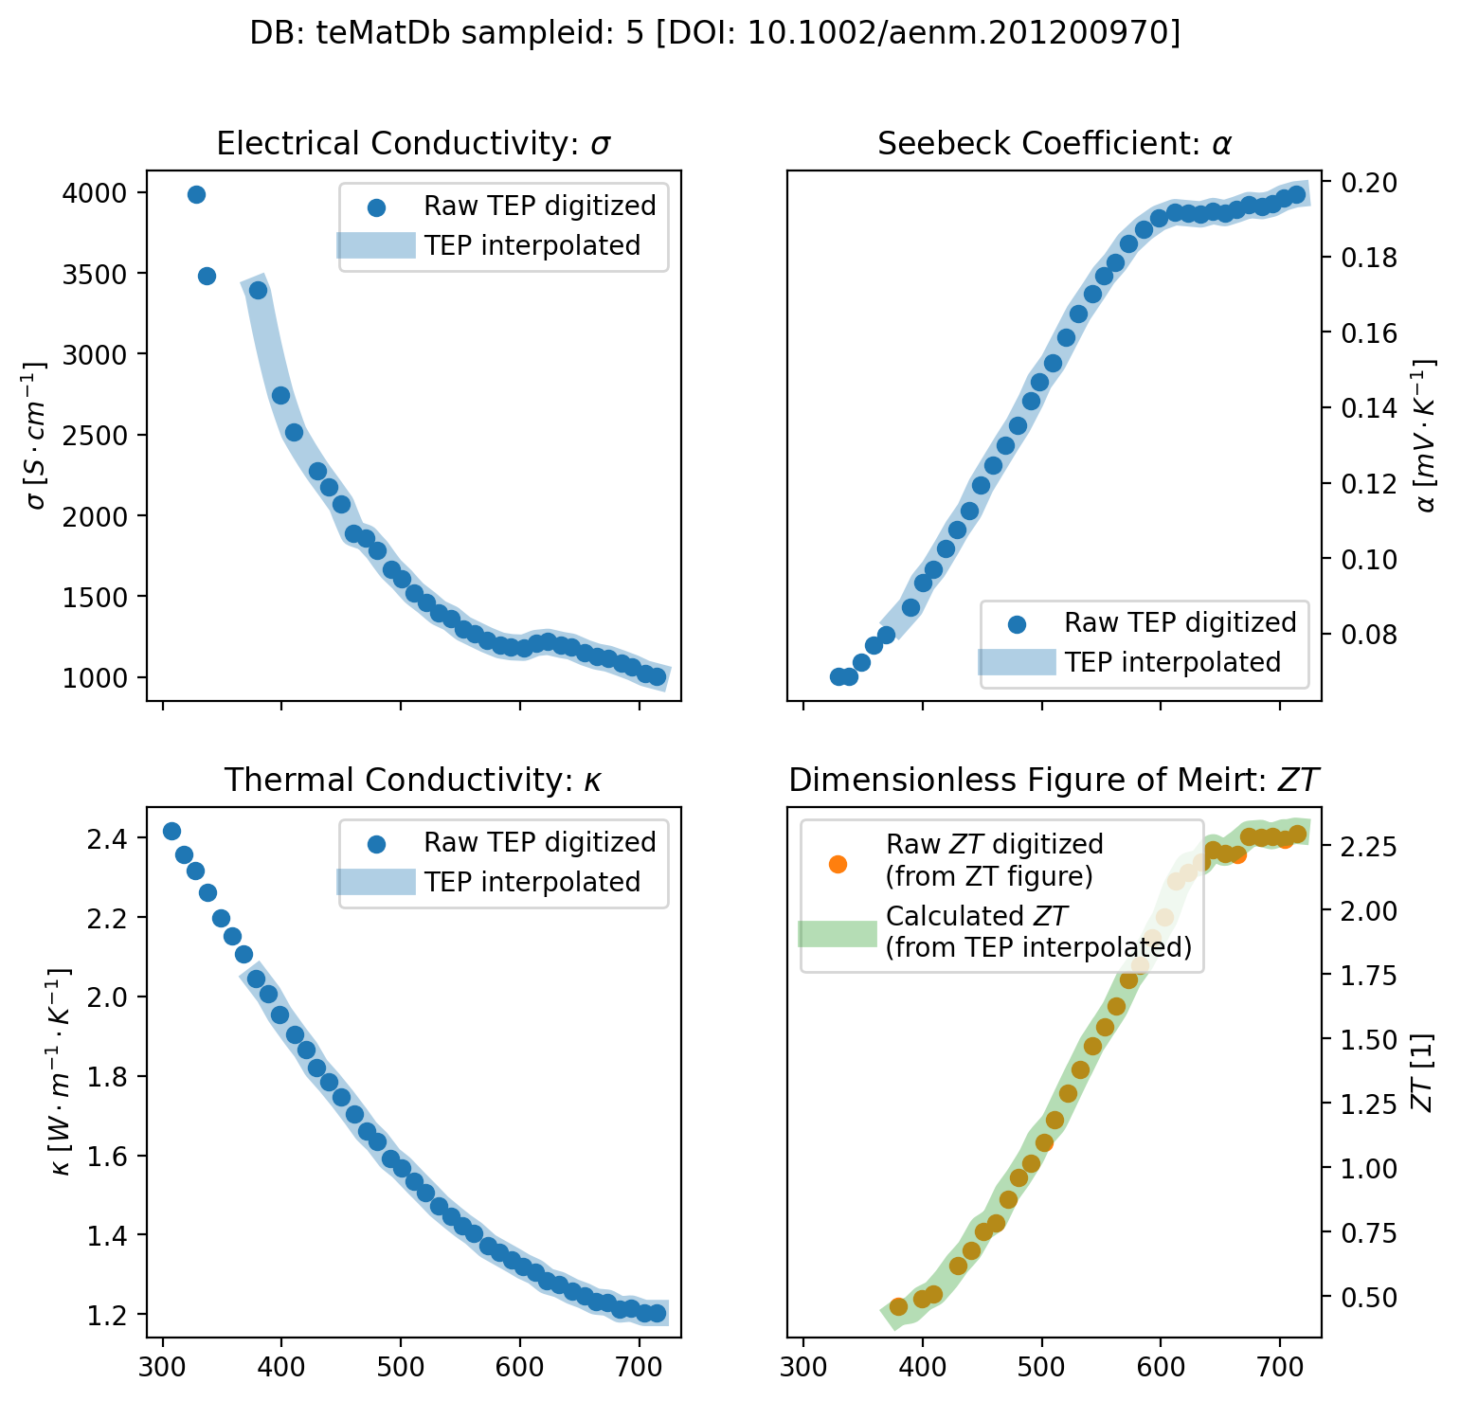 DB: teMatDb sampleid: 5 [DOI: 10.1002/aenm.201200970]
Electrical Conductivity: σ
Raw TEP digitized
TEP interpolated
4000
3500
3000
2500
2000
1500
1000
σ [S · cm⁻¹]
Seebeck Coefficient: α
Raw TEP digitized
TEP interpolated
0.20
0.18
0.16
0.14
0.12
0.10
0.08
α [mV · K⁻¹]
Thermal Conductivity: κ
Raw TEP digitized
TEP interpolated
2.4
2.2
2.0
1.8
1.6
1.4
1.2
κ [W · m⁻¹ · K⁻¹]
300 400 500 600 700
Dimensionless Figure of Meirt: ZT
Raw ZT digitized
(from ZT figure)
Calculated ZT
(from TEP interpolated)
2.25
2.00
1.75
1.50
1.25
1.00
0.75
0.50
ZT [1]
300 400 500 600 700